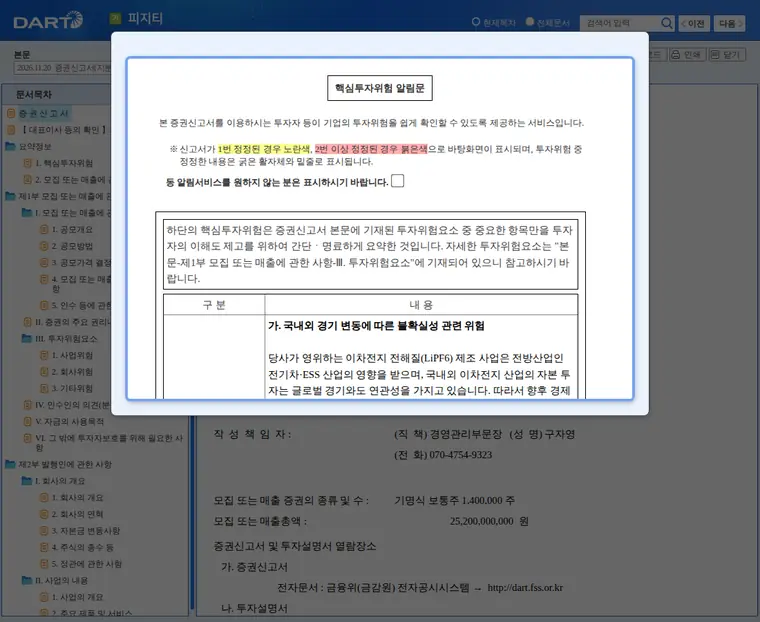 DART
피지티
현재목차
전체문서
검색어 입력
이전
다음
본문
2026.11.20 증권신고서(지분
인쇄
닫기
문서목차
증 권 신 고 서
【 대표이사 등의 확인 】
요약정보
1. 핵심투자위험
2. 모집 또는 매출에 관
제1부 모집 또는 매출에 관
I. 모집 또는 매출에 관
1. 공모개요
2. 공모방법
3. 공모가격 결정
4. 모집 또는 매출
항
5. 인수 등에 관한
II. 증권의 주요 권리내
III. 투자위험요소
1. 사업위험
2. 회사위험
3. 기타위험
IV. 인수인의 의견(분
V. 자금의 사용목적
VI. 그 밖에 투자자보호를 위해 필요한 사
항
제2부 발행인에 관한 사항
I. 회사의 개요
1. 회사의 개요
2. 회사의 연혁
3. 자본금 변동사항
4. 주식의 총수 등
5. 정관에 관한 사항
II. 사업의 내용
1. 사업의 개요
2. 주요 제품 및 서비스
핵심투자위험 알림문
본 증권신고서를 이용하시는 투자자 등이 기업의 투자위험을 쉽게 확인할 수 있도록 제공하는 서비스입니다.
※ 신고서가 1번 정정된 경우 노란색, 2번 이상 정정된 경우 붉은색으로 바탕화면이 표시되며, 투자위험 중
정정한 내용은 굵은 활자체와 밑줄로 표시됩니다.
동 알림서비스를 원하지 않는 분은 표시하시기 바랍니다.
하단의 핵심투자위험은 증권신고서 본문에 기재된 투자위험요소 중 중요한 항목만을 투자
자의 이해도 제고를 위하여 간단ㆍ명료하게 요약한 것입니다. 자세한 투자위험요소는 "본
문-제1부 모집 또는 매출에 관한 사항-Ⅲ. 투자위험요소"에 기재되어 있으니 참고하시기 바
랍니다.
구 분 내 용
가. 국내외 경기 변동에 따른 불확실성 관련 위험
당사가 영위하는 이차전지 전해질(LiPF6) 제조 사업은 전방산업인
전기차·ESS 산업의 영향을 받으며, 국내외 이차전지 산업의 자본 투
자는 글로벌 경기와도 연관성을 가지고 있습니다. 따라서 향후 경제
작 성 책 임 자 : (직 책) 경영관리부문장 (성 명) 구자영
(전 화) 070-4754-9323
모집 또는 매출 증권의 종류 및 수 : 기명식 보통주 1,400,000 주
모집 또는 매출총액 : 25,200,000,000 원
증권신고서 및 투자설명서 열람장소
가. 증권신고서
전자문서 : 금융위(금감원) 전자공시시스템 → http://dart.fss.or.kr
나. 투자설명서